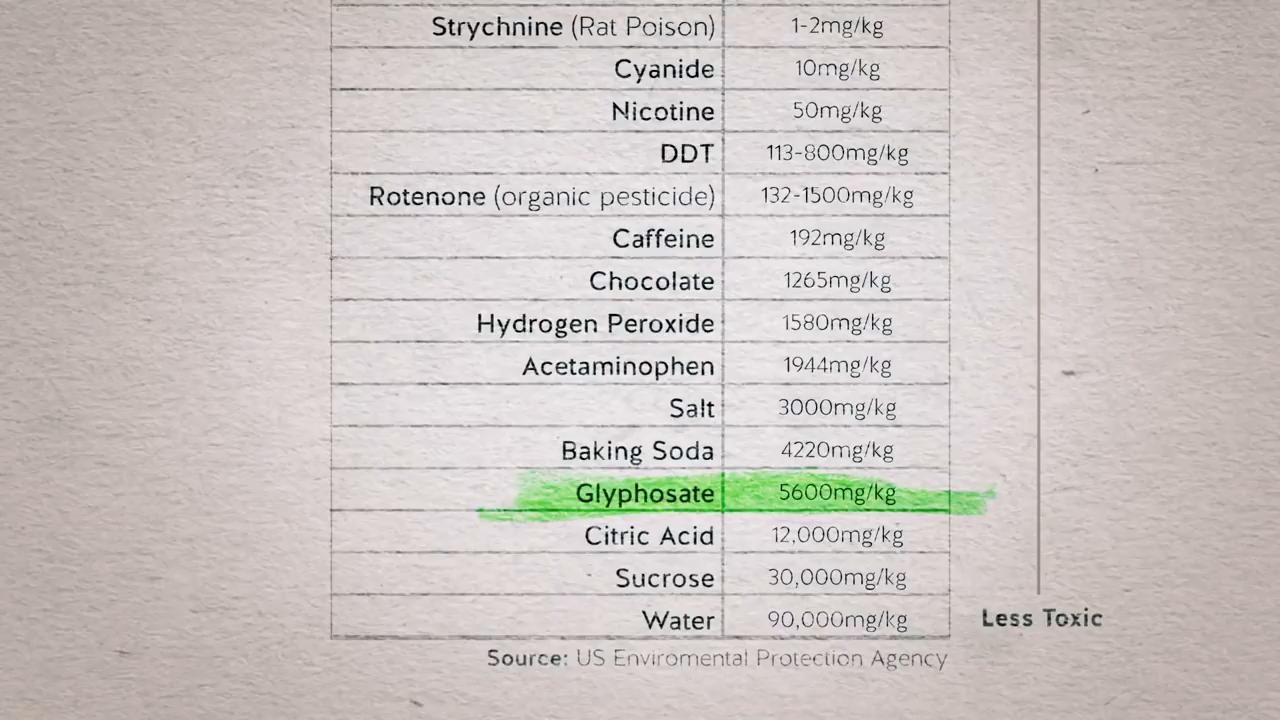 Strychnine (Rat Poison) 1-2mg/kg
Cyanide 10mg/kg
Nicotine 50mg/kg
DDT 113-800mg/kg
Rotenone (organic pesticide) 132-1500mg/kg
Caffeine 192mg/kg
Chocolate 1265mg/kg
Hydrogen Peroxide 1580mg/kg
Acetaminophen 1944mg/kg
Salt 3000mg/kg
Baking Soda 4220mg/kg
Glyphosate 5600mg/kg
Citric Acid 12,000mg/kg
Sucrose 30,000mg/kg
Water 90,000mg/kg
Less Toxic
Source: US Enviromental Protection Agency